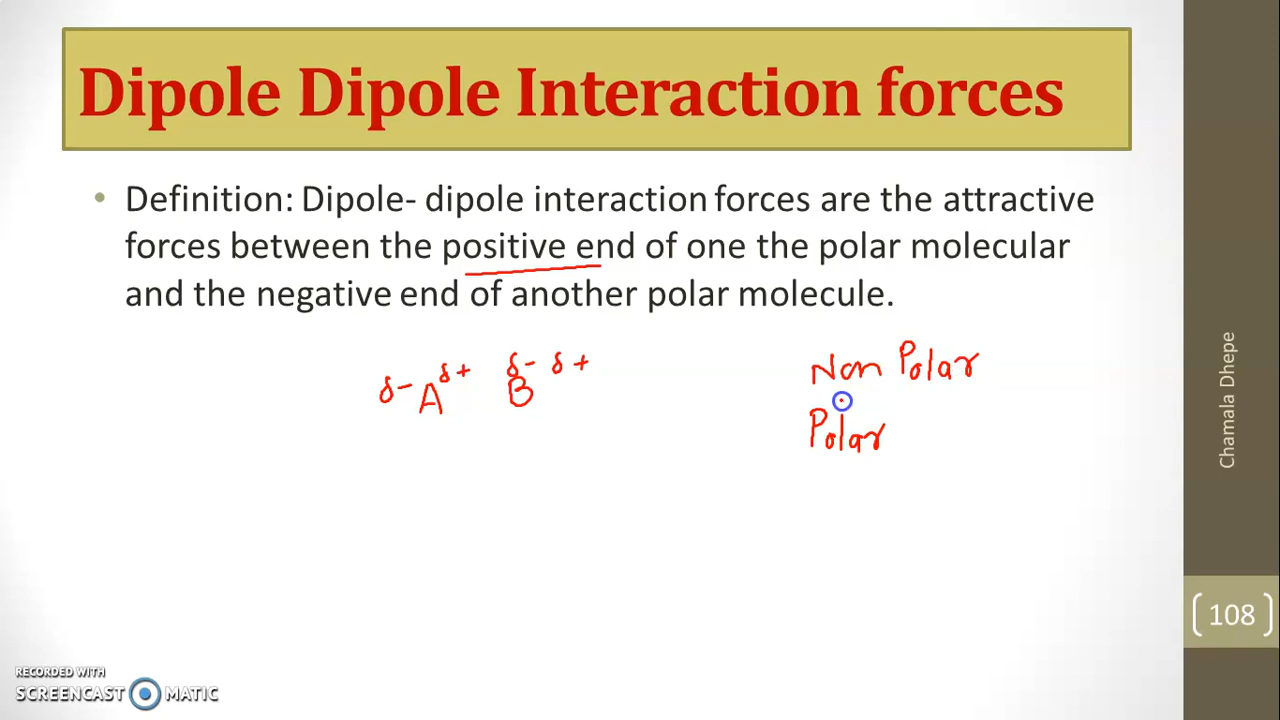 Dipole Dipole Interaction forces
• Definition: Dipole- dipole interaction forces are the attractive
forces between the positive end of one the polar molecular
and the negative end of another polar molecule.
δ- A δ+ δ- B δ+
Non Polar
Polar
Chamala Dhepe
108
RECORDED WITH
SCREENCAST MATIC